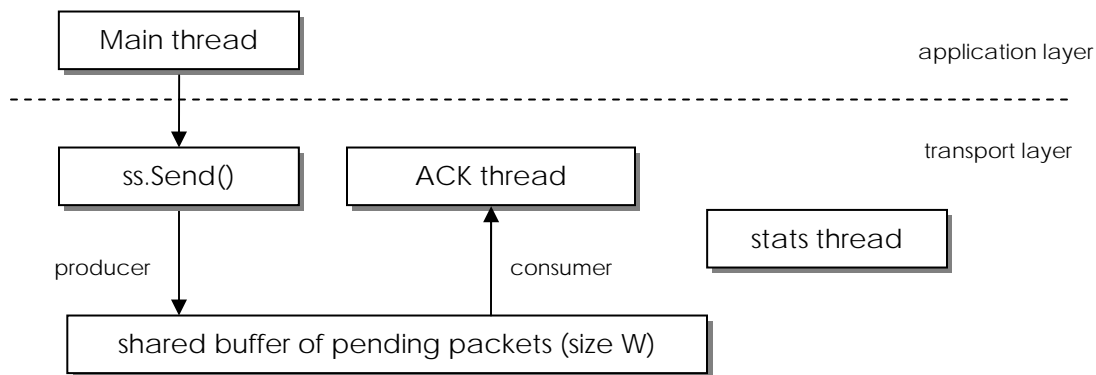 Main thread
application layer
transport layer
ss.Send()
ACK thread
stats thread
producer
consumer
shared buffer of pending packets (size W)